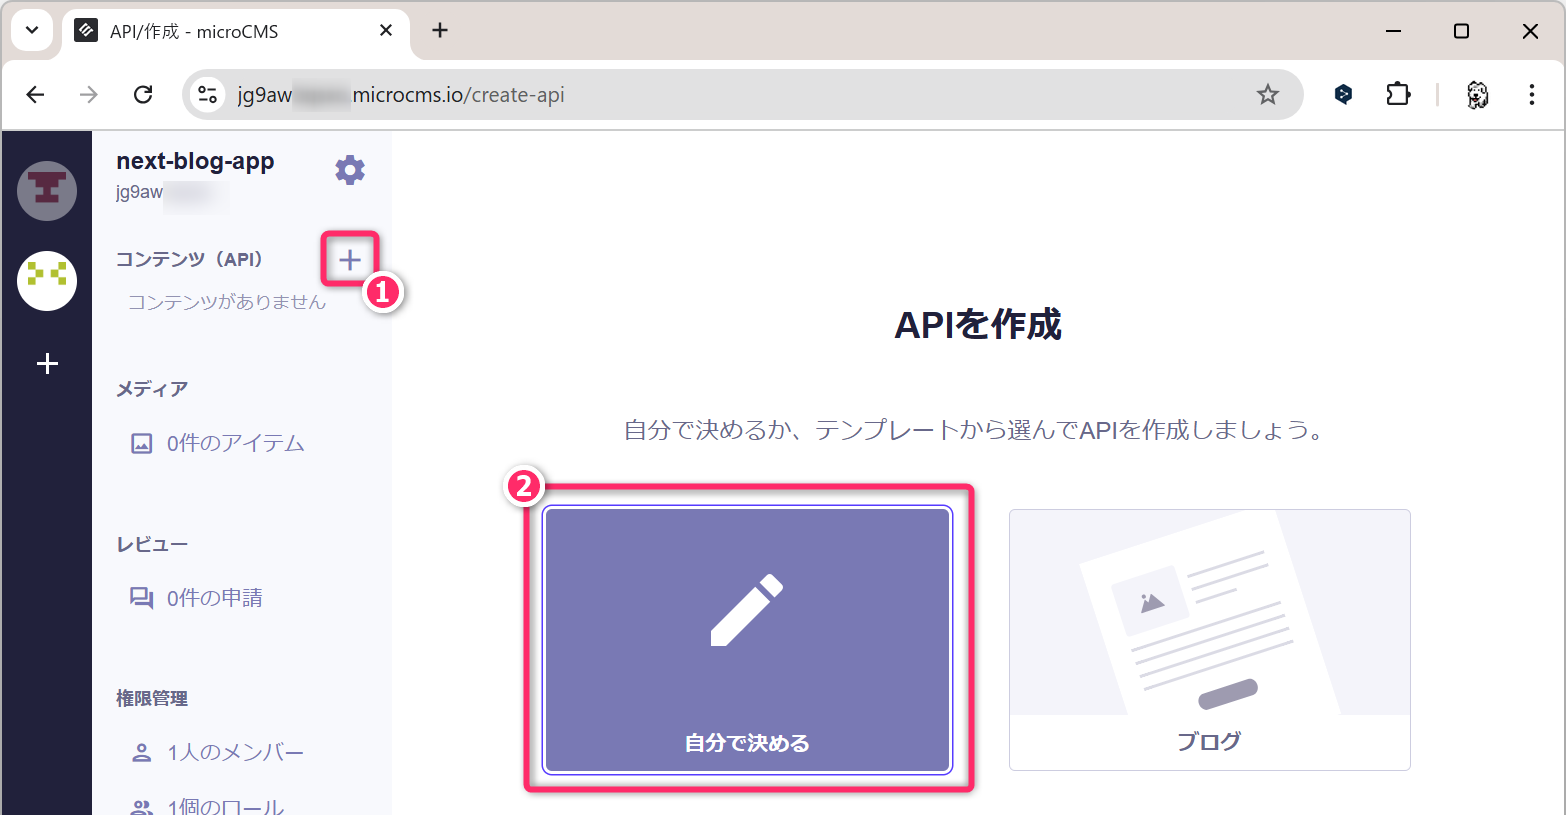 API/作成 - microCMS
jg9aw .microcms.io/create-api
next-blog-app
jg9aw
コンテンツ（API）
1
コンテンツがありません
メディア
0件のアイテム
レビュー
0件の申請
権限管理
1人のメンバー
1個のロール
APIを作成
自分で決めるか、テンプレートから選んでAPIを作成しましょう。
2
自分で決める
ブログ